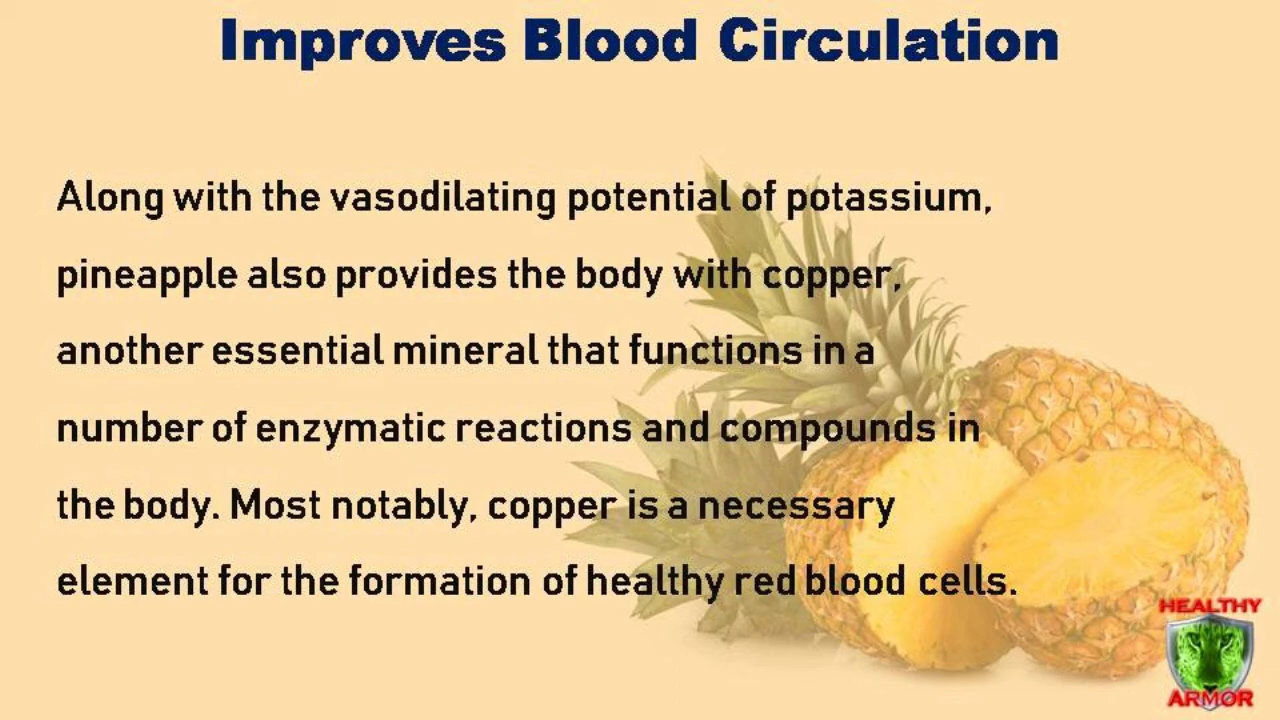 Improves Blood Circulation
Along with the vasodilating potential of potassium,
pineapple also provides the body with copper,
another essential mineral that functions in a
number of enzymatic reactions and compounds in
the body. Most notably, copper is a necessary
element for the formation of healthy red blood cells.
HEALTHY
ARMOR